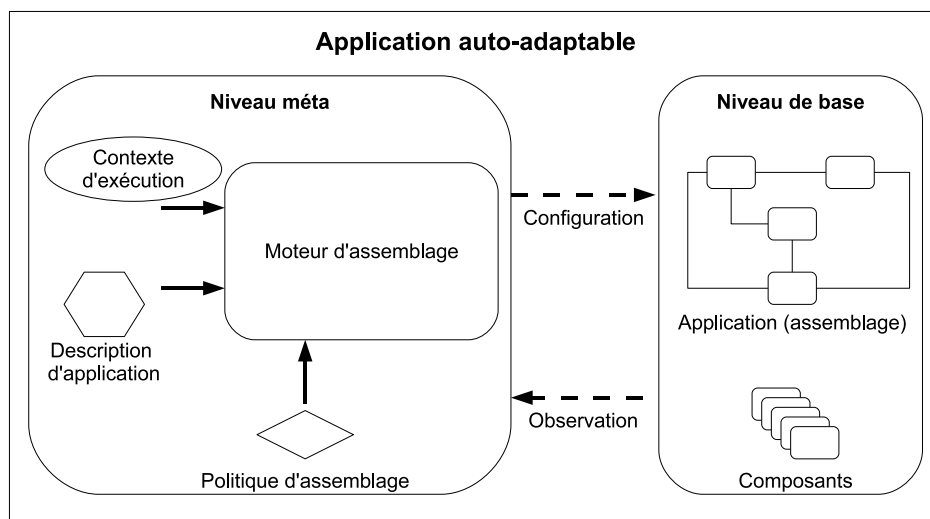 Application auto-adaptable
Niveau méta
Niveau de base
Contexte
d'exécution
Moteur d'assemblage
Configuration
Description
d'application
Application (assemblage)
Observation
Politique d'assemblage
Composants